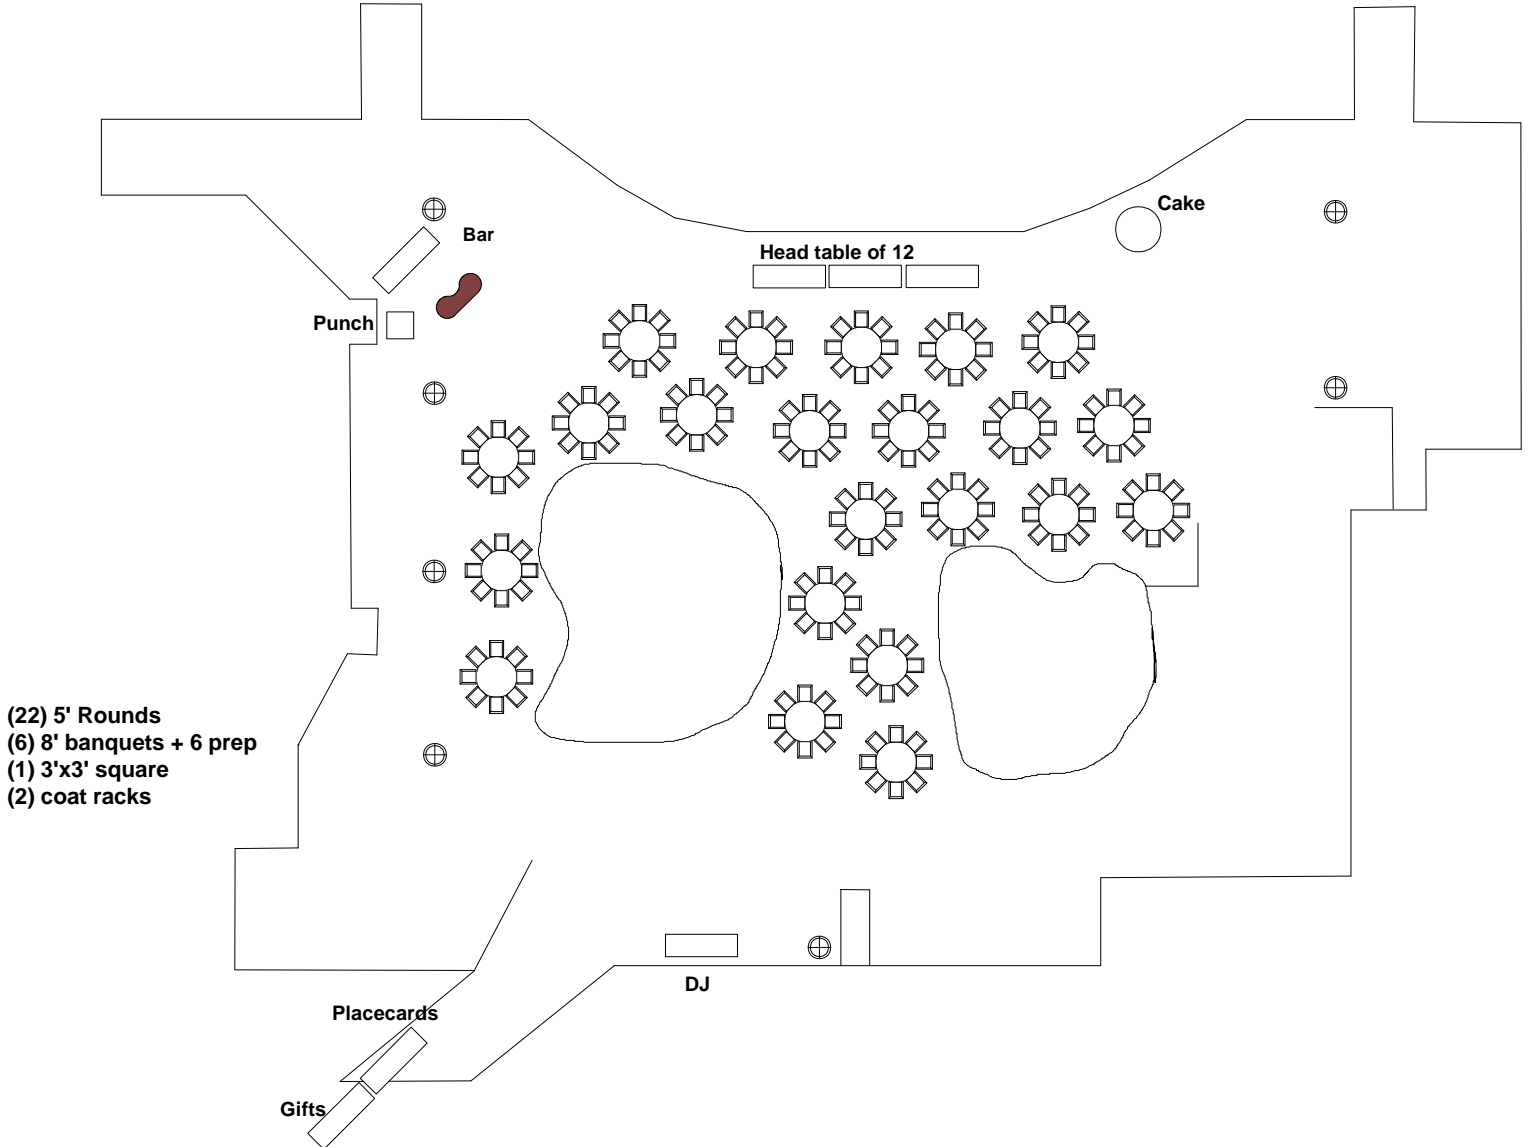 Cake
Bar
Head table of 12
Punch
(22) 5' Rounds
(6) 8' banquets + 6 prep
(1) 3'x3' square
(2) coat racks
DJ
Placecards
Gifts